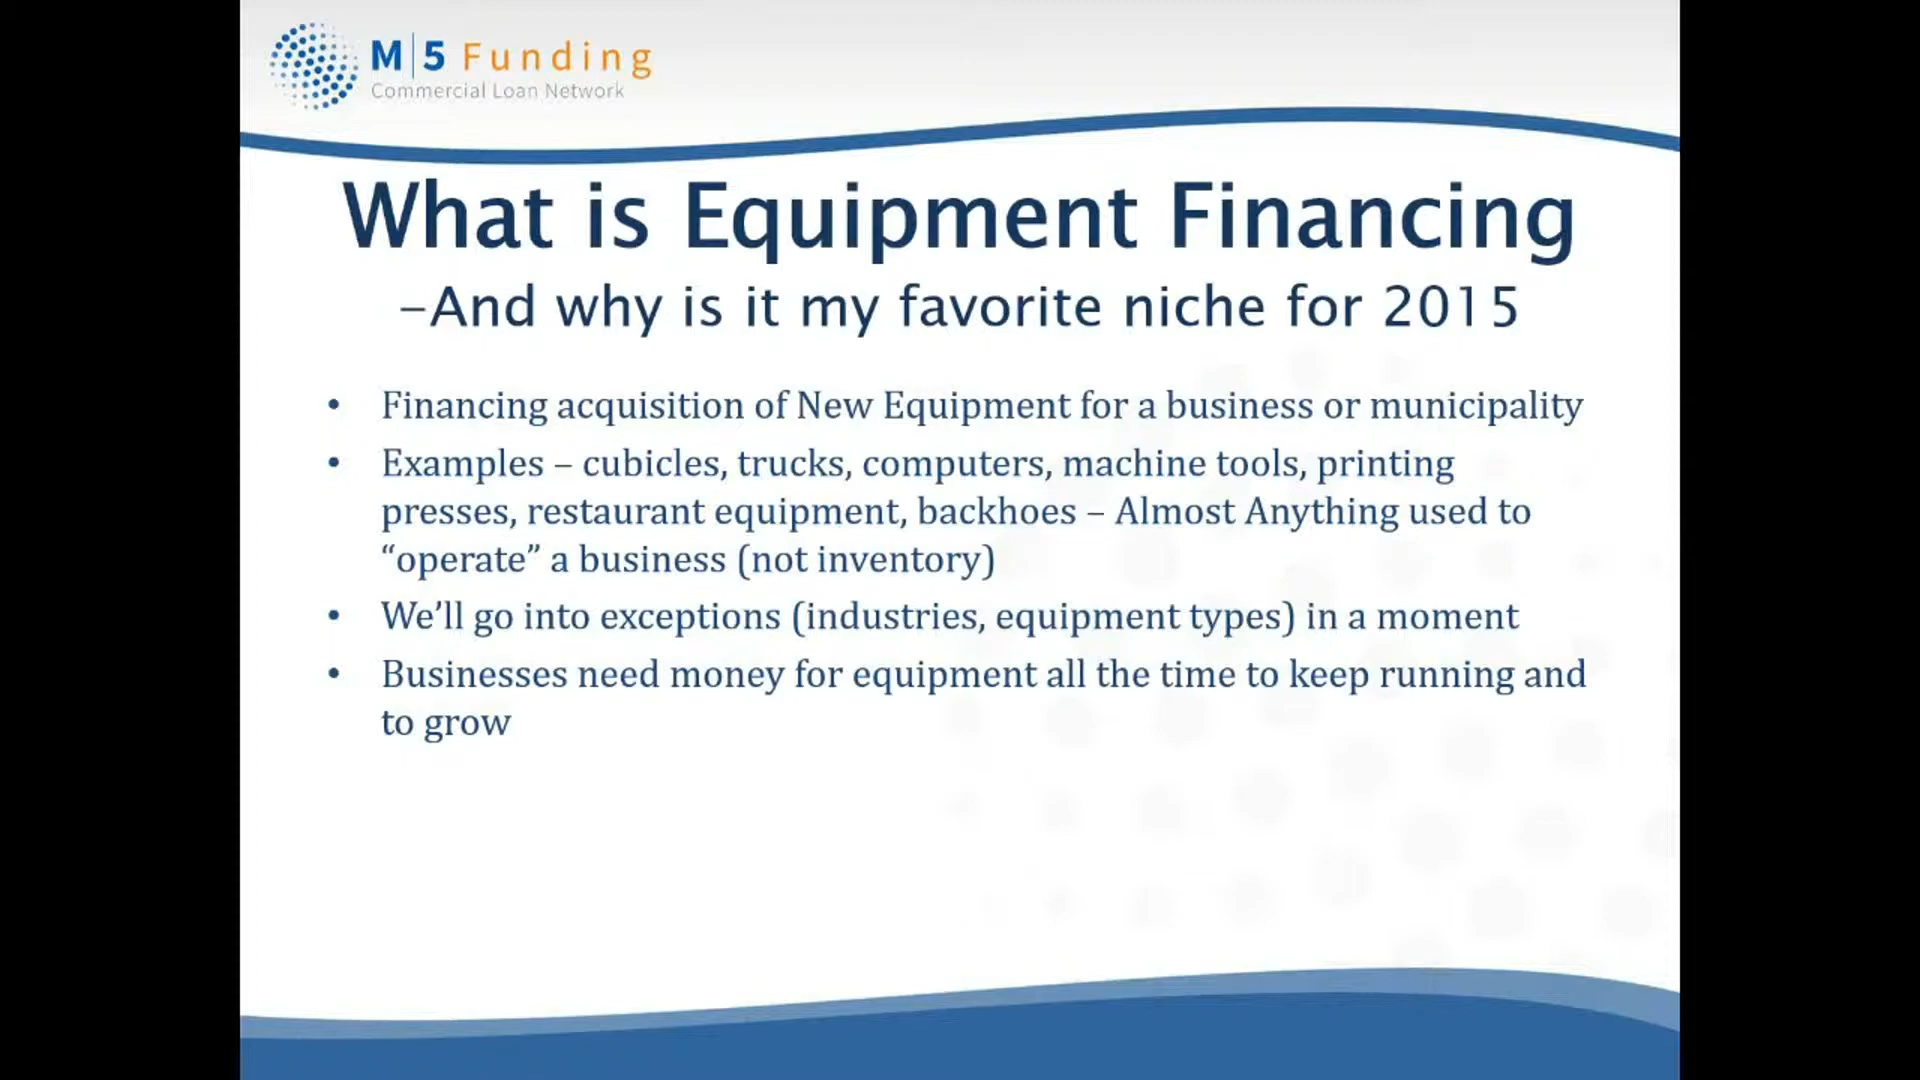 M|5 Funding
Commercial Loan Network
What is Equipment Financing
–And why is it my favorite niche for 2015
• Financing acquisition of New Equipment for a business or municipality
• Examples – cubicles, trucks, computers, machine tools, printing
presses, restaurant equipment, backhoes – Almost Anything used to
“operate” a business (not inventory)
• We’ll go into exceptions (industries, equipment types) in a moment
• Businesses need money for equipment all the time to keep running and
to grow